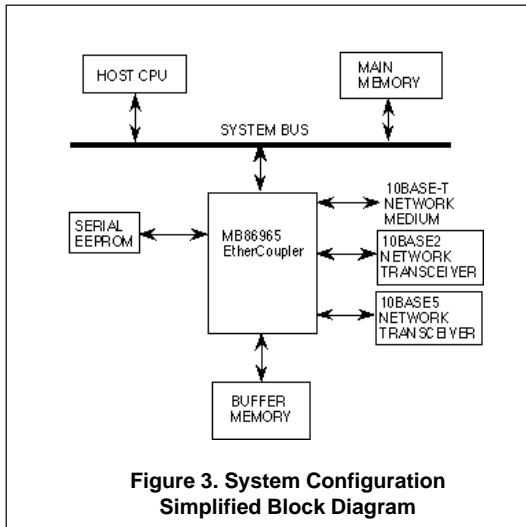 HOST CPU
MAIN
MEMORY
SYSTEM BUS
SERIAL
EEPROM
MB86965
EtherCoupler
10BASE-T
NETWORK
MEDIUM
10BASE2
NETWORK
TRANSCEIVER
10BASE5
NETWORK
TRANSCEIVER
BUFFER
MEMORY
Figure 3. System Configuration
Simplified Block Diagram